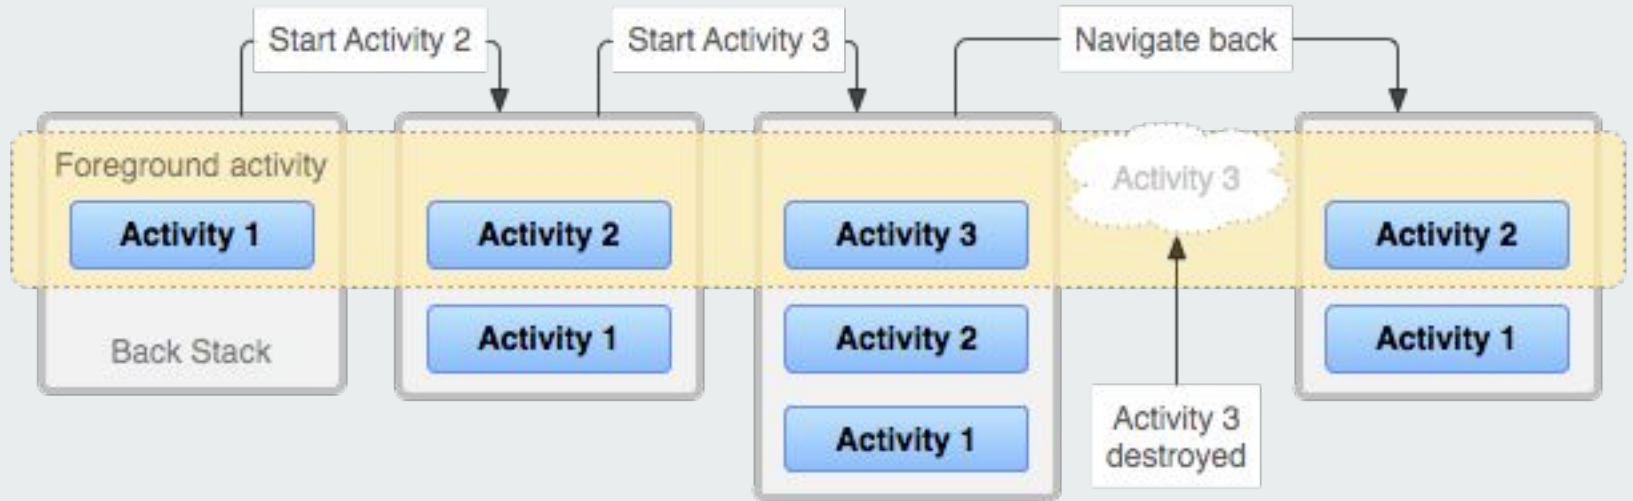 Start Activity 2
Start Activity 3
Navigate back
Foreground activity
Activity 1
Back Stack
Activity 2
Activity 1
Activity 3
Activity 2
Activity 1
Activity 3
Activity 3
destroyed
Activity 2
Activity 1